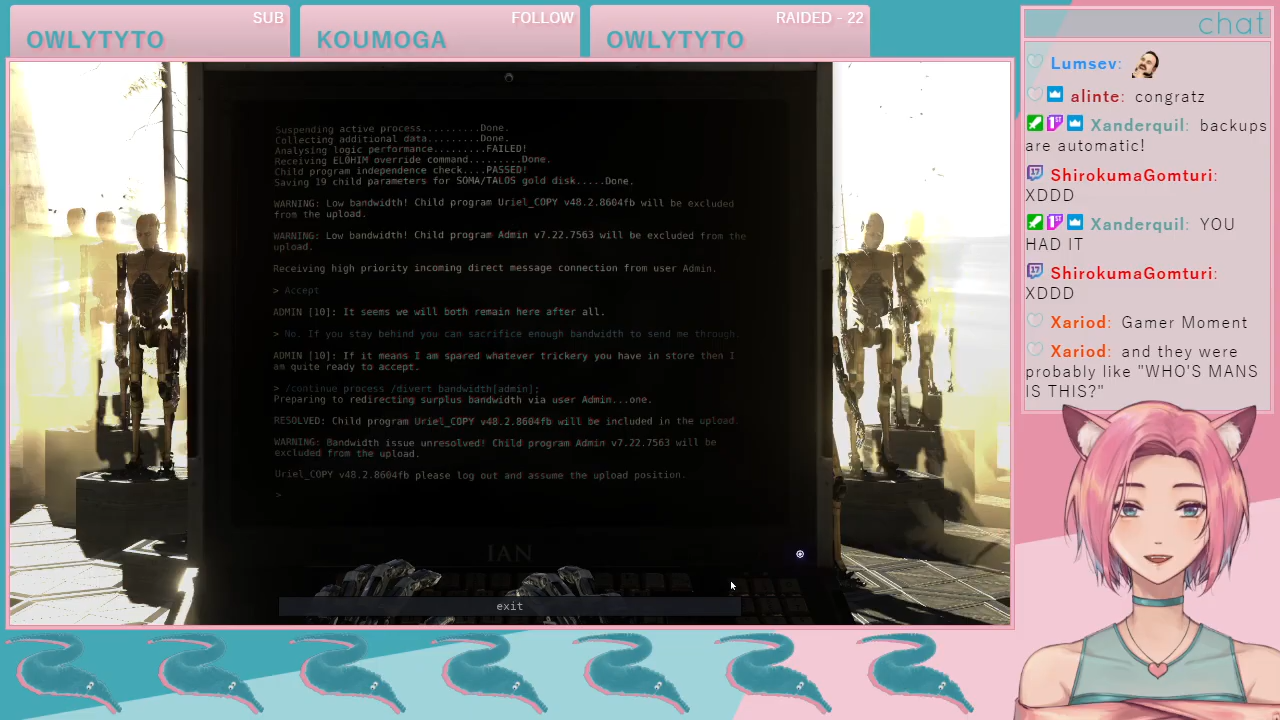 SUB
OWLYTYTO
FOLLOW
KOUMOGA
RAIDED - 22
OWLYTYTO
Suspending active process..........Done.
Collecting additional data.........Done.
Analysing logic performance.........FAILED!
Receiving EL0HIM override command.........Done.
Child program independence check....PASSED!
Saving 19 child parameters for SOMA/TALOS gold disk.....Done.
WARNING: Low bandwidth! Child program Uriel_COPY v48.2.8604fb will be excluded
from the upload.
WARNING: Low bandwidth! Child program Admin v7.22.7563 will be excluded from the
upload.
Receiving high priority incoming direct message connection from user Admin.
> Accept
ADMIN [10]: It seems we will both remain here after all.
> No. If you stay behind you can sacrifice enough bandwidth to send me through.
ADMIN [10]: If it means I am spared whatever trickery you have in store then I
am quite ready to accept.
> /continue process /divert bandwidth[admin];
Preparing to redirecting surplus bandwidth via user Admin...one.
RESOLVED: Child program Uriel_COPY v48.2.8604fb will be included in the upload.
WARNING: Bandwidth issue unresolved! Child program Admin v7.22.7563 will be
excluded from the upload.
Uriel_COPY v48.2.8604fb please log out and assume the upload position.
>
IAN
exit
chat
Lumsev:
alinte: congratz
Xanderquil: backups
are automatic!
ShirokumaGomturi:
XDDD
Xanderquil: YOU
HAD IT
ShirokumaGomturi:
XDDD
Xariod: Gamer Moment
Xariod: and they were
probably like "WHO'S MANS
IS THIS?"